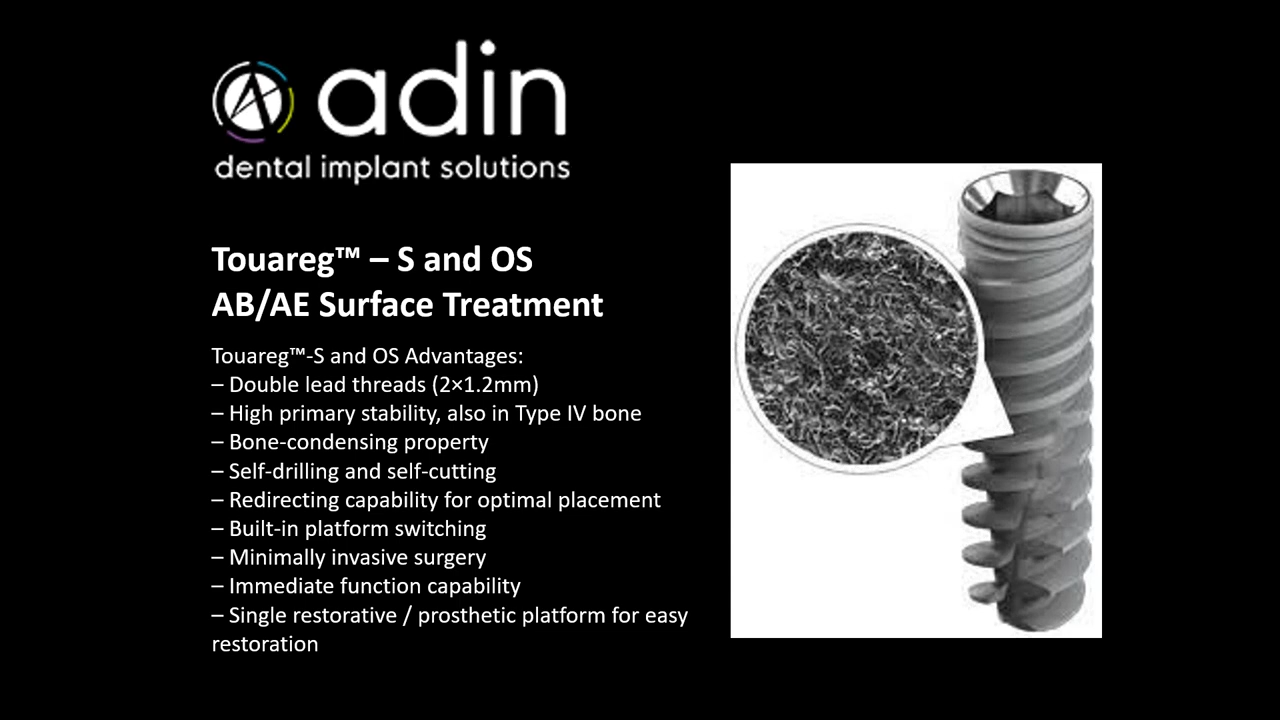 adin
dental implant solutions
Touareg™ – S and OS
AB/AE Surface Treatment
Touareg™-S and OS Advantages:
– Double lead threads (2×1.2mm)
– High primary stability, also in Type IV bone
– Bone-condensing property
– Self-drilling and self-cutting
– Redirecting capability for optimal placement
– Built-in platform switching
– Minimally invasive surgery
– Immediate function capability
– Single restorative / prosthetic platform for easy
restoration